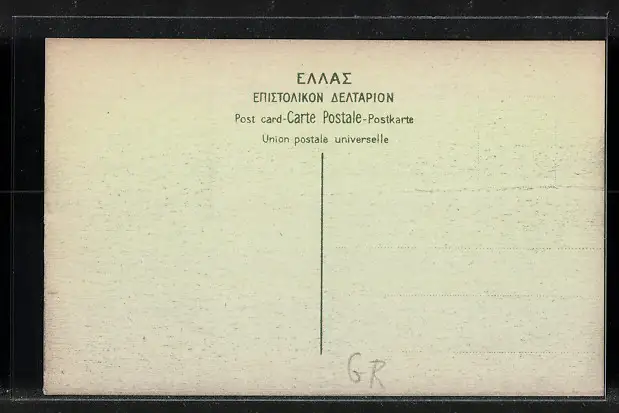 ΕΛΛΑΣ
ΕΠΙΣΤΟΛΙΚΟΝ ΔΕΛΤΑΡΙΟΝ
Post card-Carte Postale-Postkarte
Union postale universelle
GR